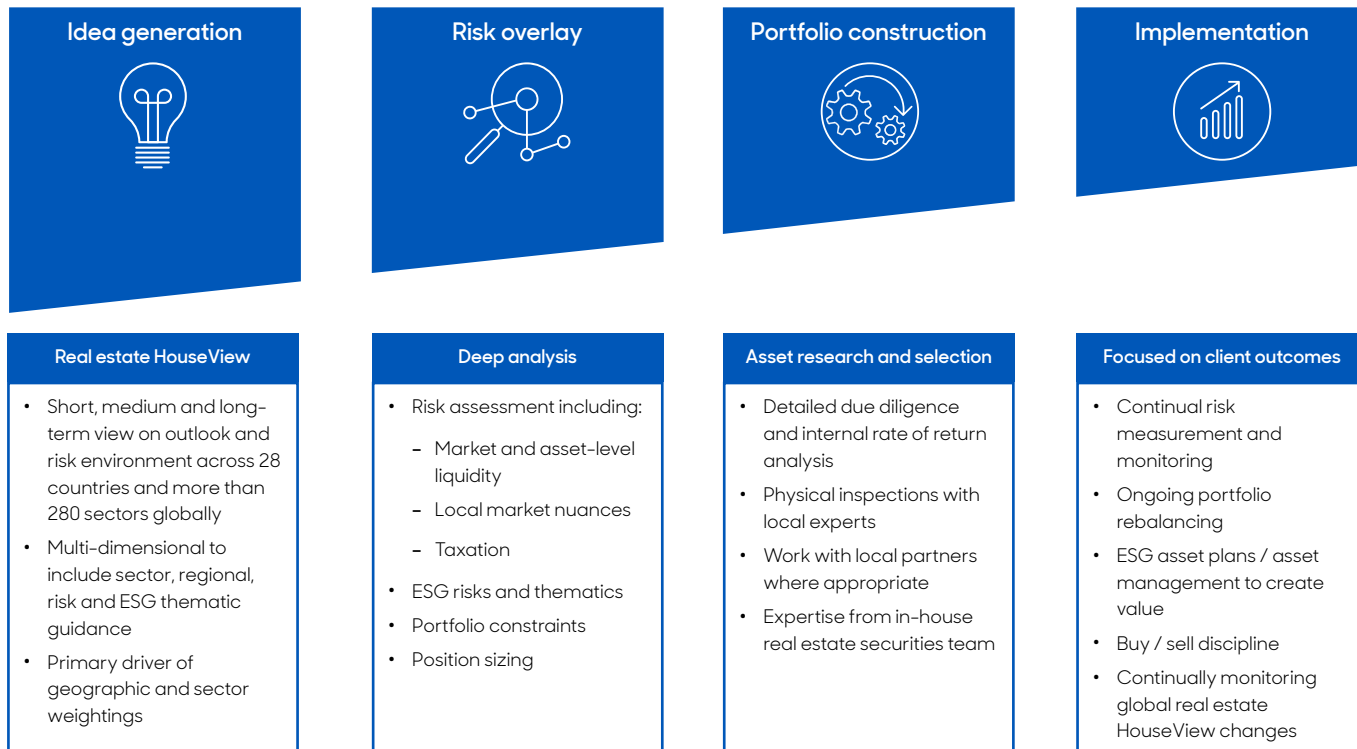 Idea generation
Risk overlay
Portfolio construction
Implementation
Real estate HouseView
• Short, medium and long-
term view on outlook and
risk environment across 28
countries and more than
280 sectors globally
• Multi-dimensional to
include sector, regional,
risk and ESG thematic
guidance
• Primary driver of
geographic and sector
weightings
Deep analysis
• Risk assessment including:
– Market and asset-level
liquidity
– Local market nuances
– Taxation
• ESG risks and thematics
• Portfolio constraints
• Position sizing
Asset research and selection
• Detailed due diligence
and internal rate of return
analysis
• Physical inspections with
local experts
• Work with local partners
where appropriate
• Expertise from in-house
real estate securities team
Focused on client outcomes
• Continual risk
measurement and
monitoring
• Ongoing portfolio
rebalancing
• ESG asset plans / asset
management to create
value
• Buy / sell discipline
• Continually monitoring
global real estate
HouseView changes